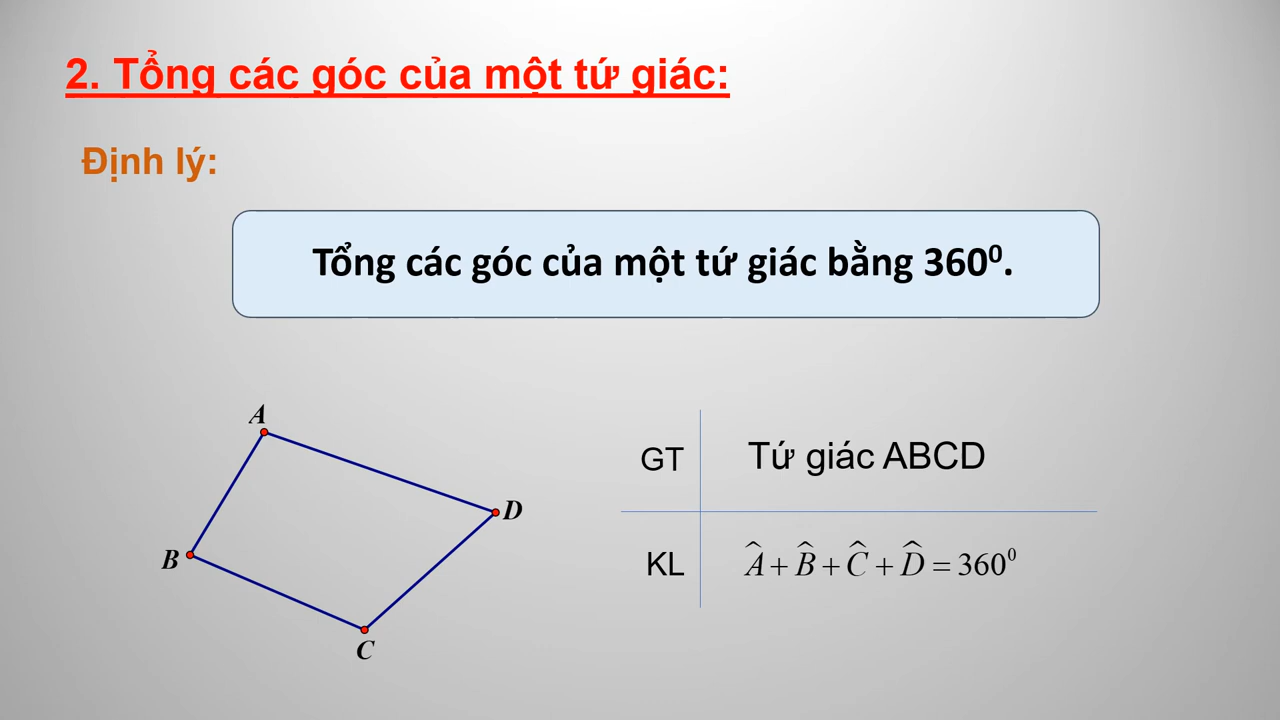 2. Tổng các góc của một tứ giác:
Định lý:
Tổng các góc của một tứ giác bằng 360⁰.
A
D
B
C
GT Tứ giác ABCD
KL Â + B̂ + Ĉ + D̂ = 360⁰